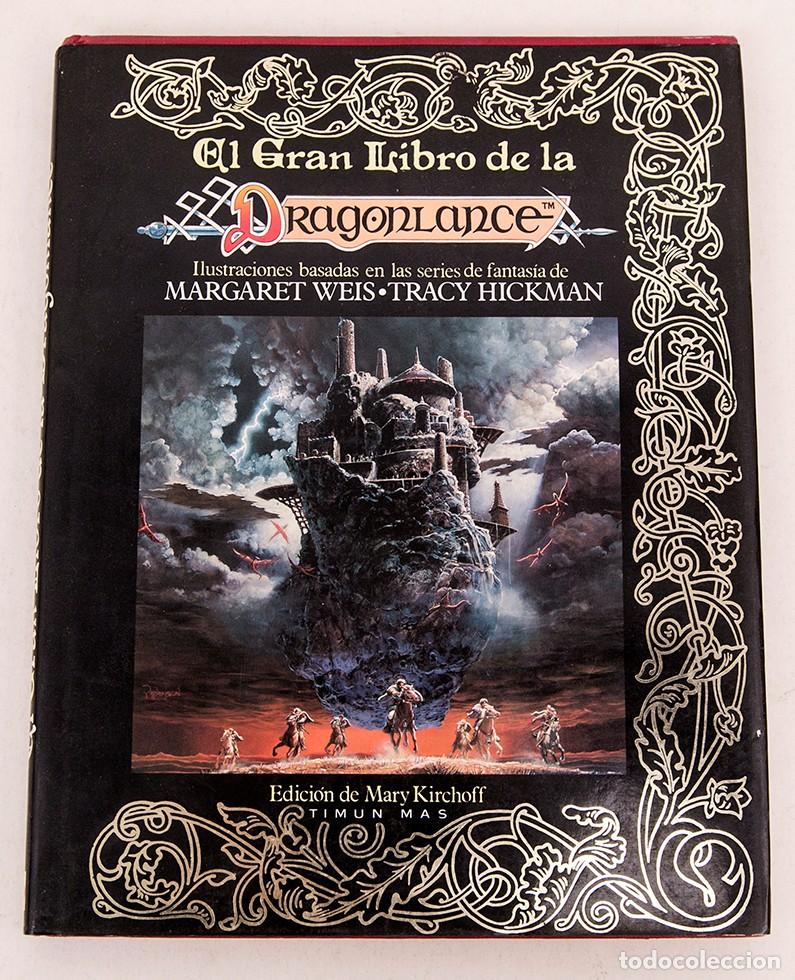 El Gran Libro de la
DRAGONLANCE™
Ilustraciones basadas en las series de fantasía de
MARGARET WEIS • TRACY HICKMAN
Edición de Mary Kirchoff
TIMUN MAS
todocoleccion